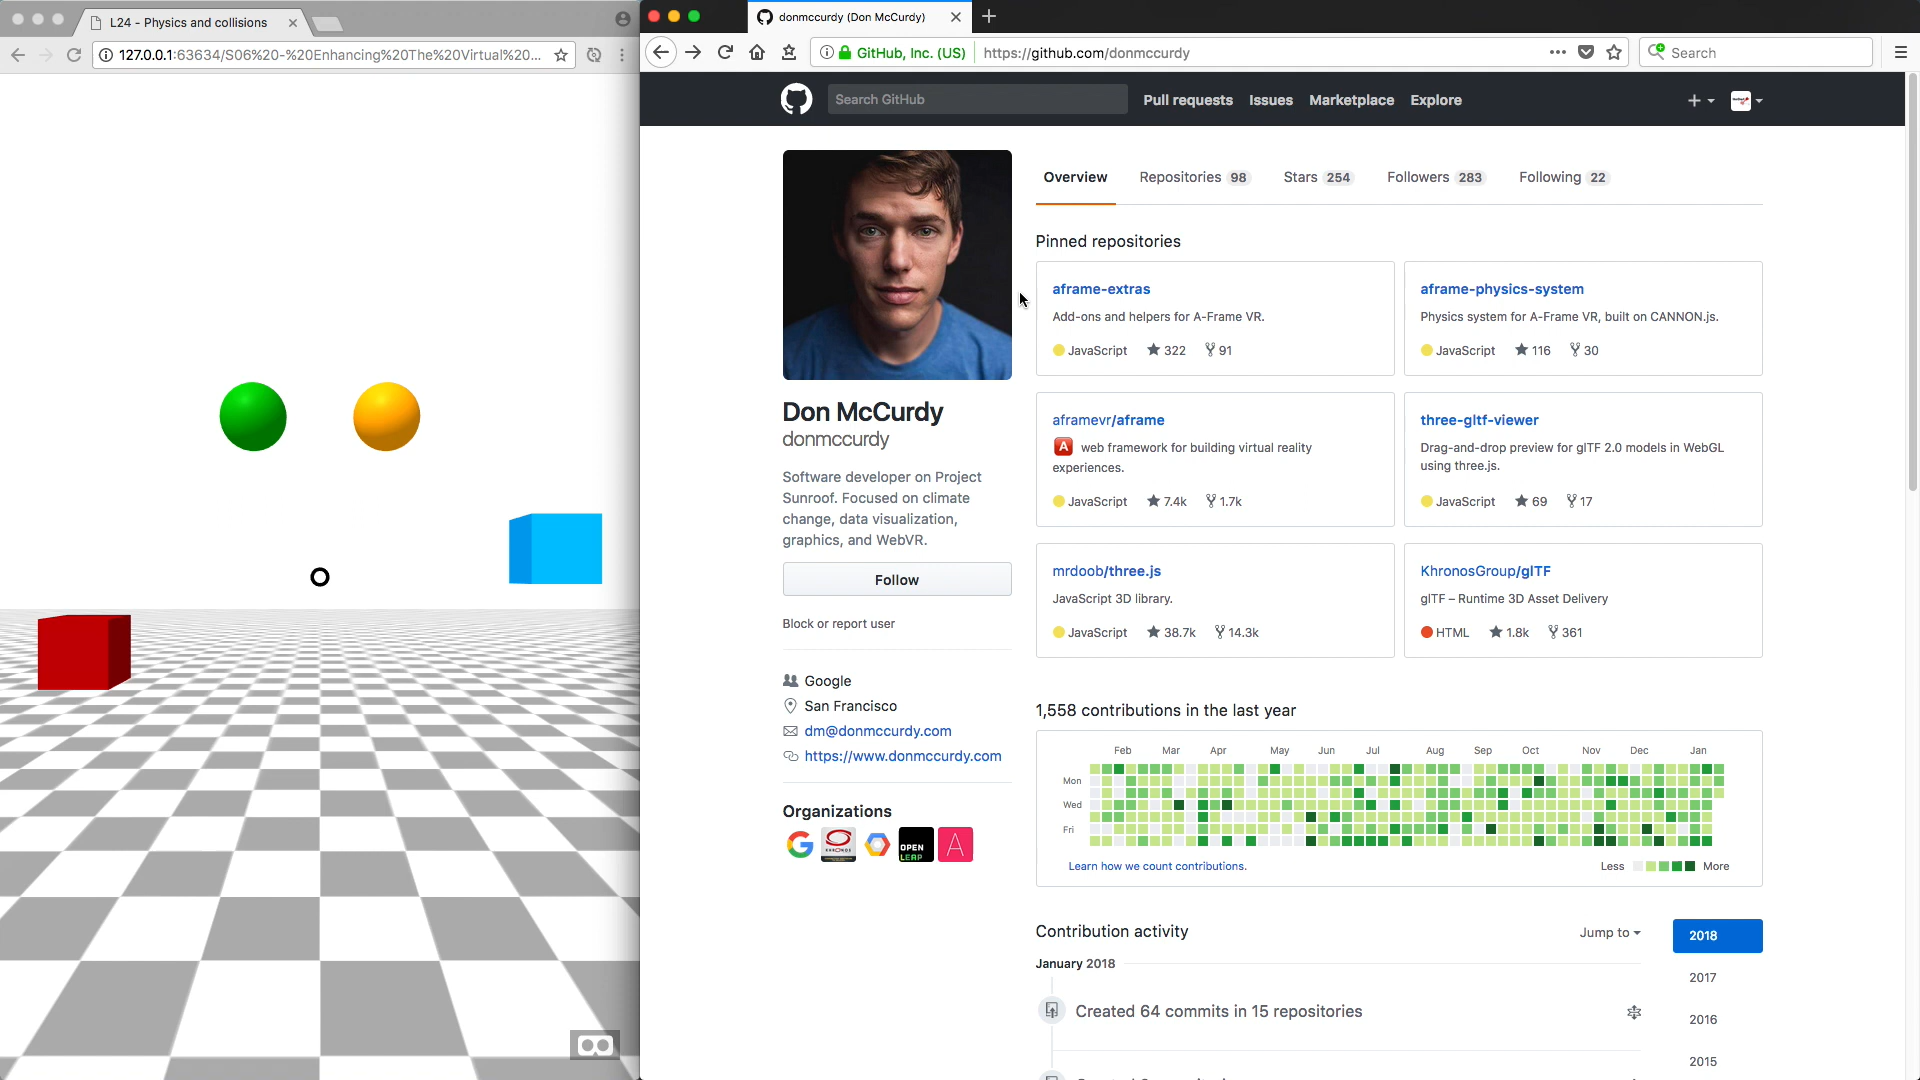 L24 - Physics and collisions
127.0.0.1:63634/S06%20-%20Enhancing%20The%20Virtual%20...
donmccurdy (Don McCurdy)
GitHub, Inc. (US)
https://github.com/donmccurdy
Search
Search GitHub
Pull requests
Issues
Marketplace
Explore
Overview
Repositories 98
Stars 254
Followers 283
Following 22
Pinned repositories
aframe-extras
Add-ons and helpers for A-Frame VR.
JavaScript 322 91
aframe-physics-system
Physics system for A-Frame VR, built on CANNON.js.
JavaScript 116 30
aframevr/aframe
A web framework for building virtual reality
experiences.
JavaScript 7.4k 1.7k
three-gltf-viewer
Drag-and-drop preview for glTF 2.0 models in WebGL
using three.js.
JavaScript 69 17
mrdoob/three.js
JavaScript 3D library.
JavaScript 38.7k 14.3k
KhronosGroup/glTF
glTF – Runtime 3D Asset Delivery
HTML 1.8k 361
Don McCurdy
donmccurdy
Software developer on Project
Sunroof. Focused on climate
change, data visualization,
graphics, and WebVR.
Follow
Block or report user
Google
San Francisco
dm@donmccurdy.com
https://www.donmccurdy.com
Organizations
OPEN
LEAP
1,558 contributions in the last year
Feb Mar Apr May Jun Jul Aug Sep Oct Nov Dec Jan
Mon
Wed
Fri
Learn how we count contributions.
Less More
Contribution activity
Jump to
2018
2017
2016
2015
January 2018
Created 64 commits in 15 repositories